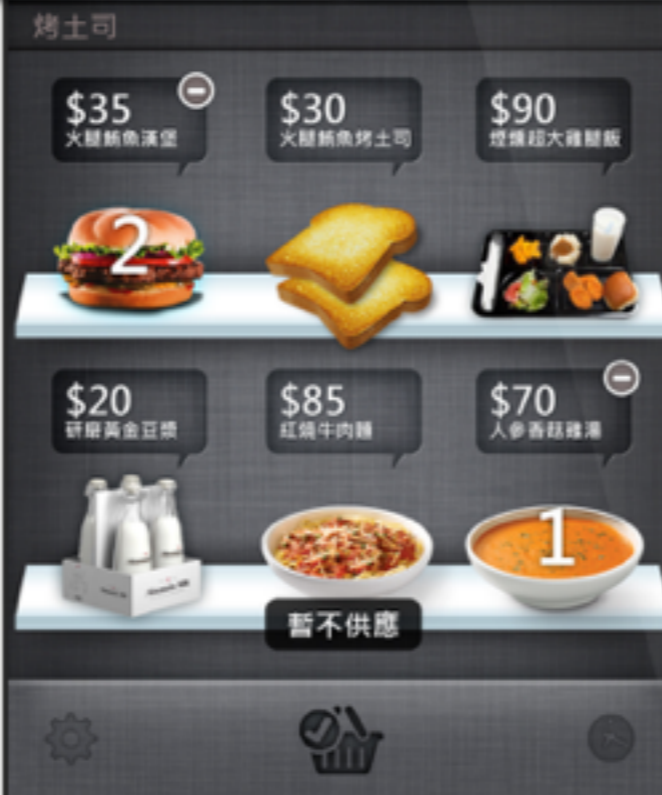 烤土司
$35
火腿鮪魚漢堡
$30
火腿鮪魚烤土司
$90
煙燻超大雞腿飯
2
$20
研磨黃金豆漿
$85
紅燒牛肉麵
$70
人參香菇雞湯
1
暫不供應